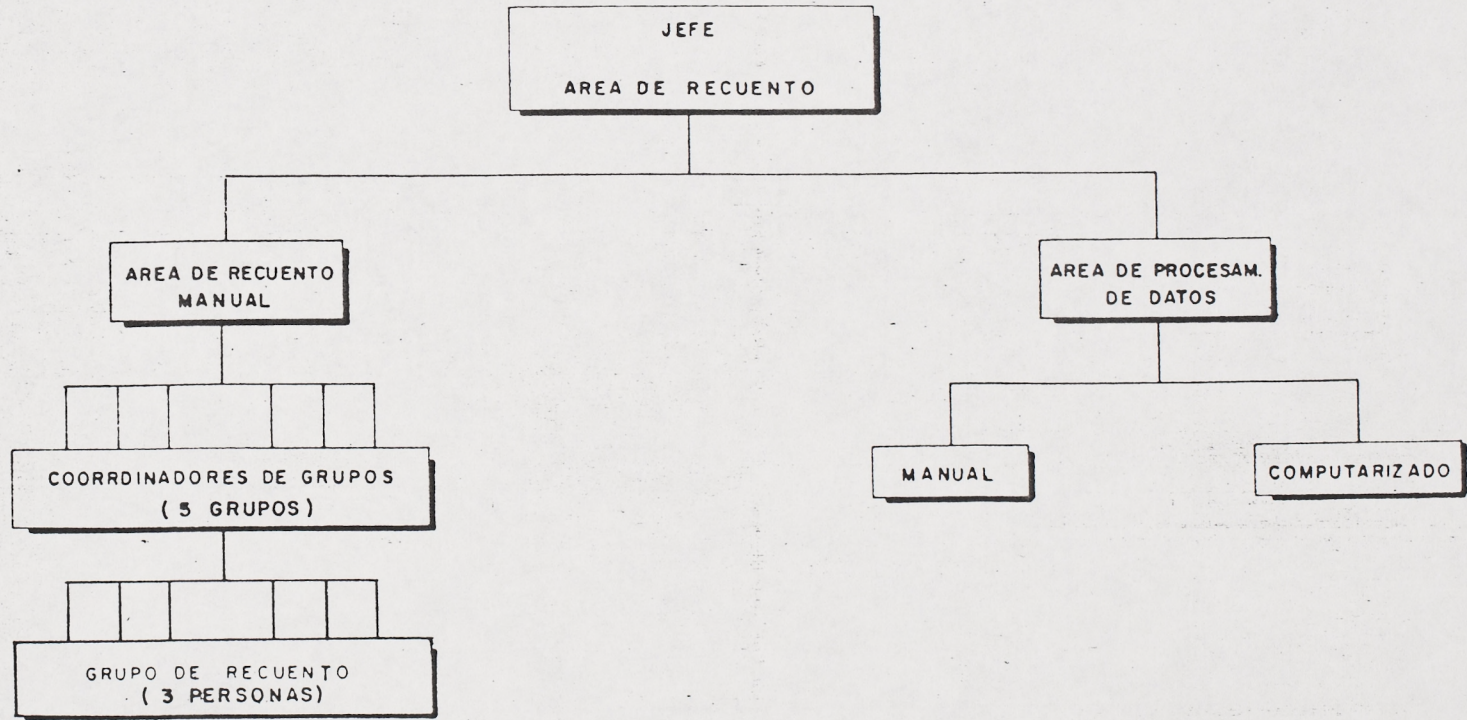 JEFE
AREA DE RECUENTO
AREA DE RECUENTO
MANUAL
AREA DE PROCESAM.
DE DATOS
COORRDINADORES DE GRUPOS
( 5 GRUPOS)
MANUAL
COMPUTARIZADO
GRUPO DE RECUENTO
( 3 PERSONAS)